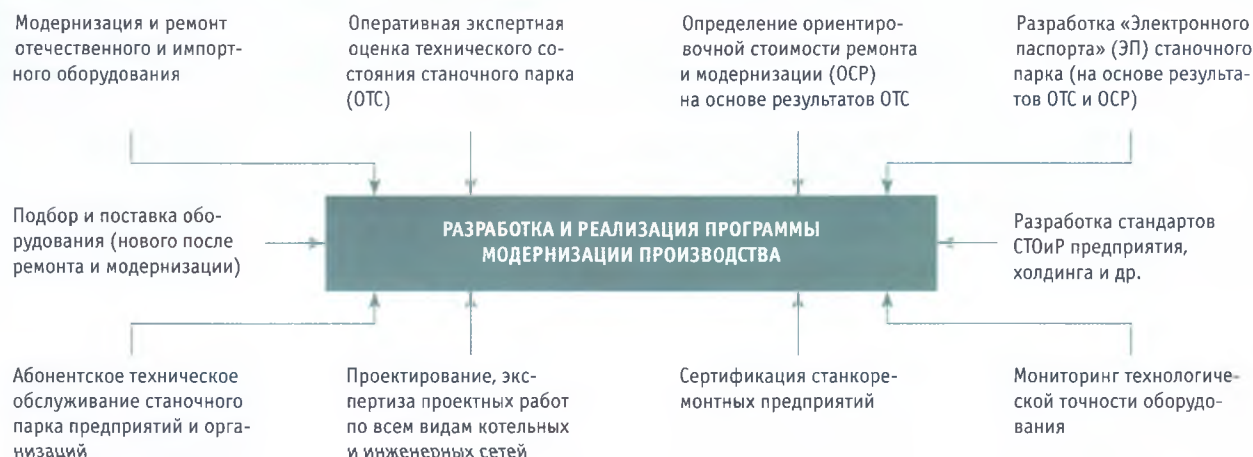 Модернизация и ремонт
отечественного и импорт-
ного оборудования
Оперативная экспертная
оценка технического со-
стояния станочного парка
(ОТС)
Определение ориентиро-
вочной стоимости ремонта
и модернизации (ОСР)
на основе результатов ОТС
Разработка «Электронного
паспорта» (ЭП) станочного
парка (на основе результа-
тов ОТС и ОСР)
Подбор и поставка обо-
рудования (нового после
ремонта и модернизации)
РАЗРАБОТКА И РЕАЛИЗАЦИЯ ПРОГРАММЫ
МОДЕРНИЗАЦИИ ПРОИЗВОДСТВА
Разработка стандартов
СТОиР предприятия,
холдинга и др.
Абонентское техническое
обслуживание станочного
парка предприятий и орга-
низаций
Проектирование, экс-
пертиза проектных работ
по всем видам котельных
и инженерных сетей
Сертификация станкоре-
монтных предприятий
Мониторинг технологиче-
ской точности оборудо-
вания